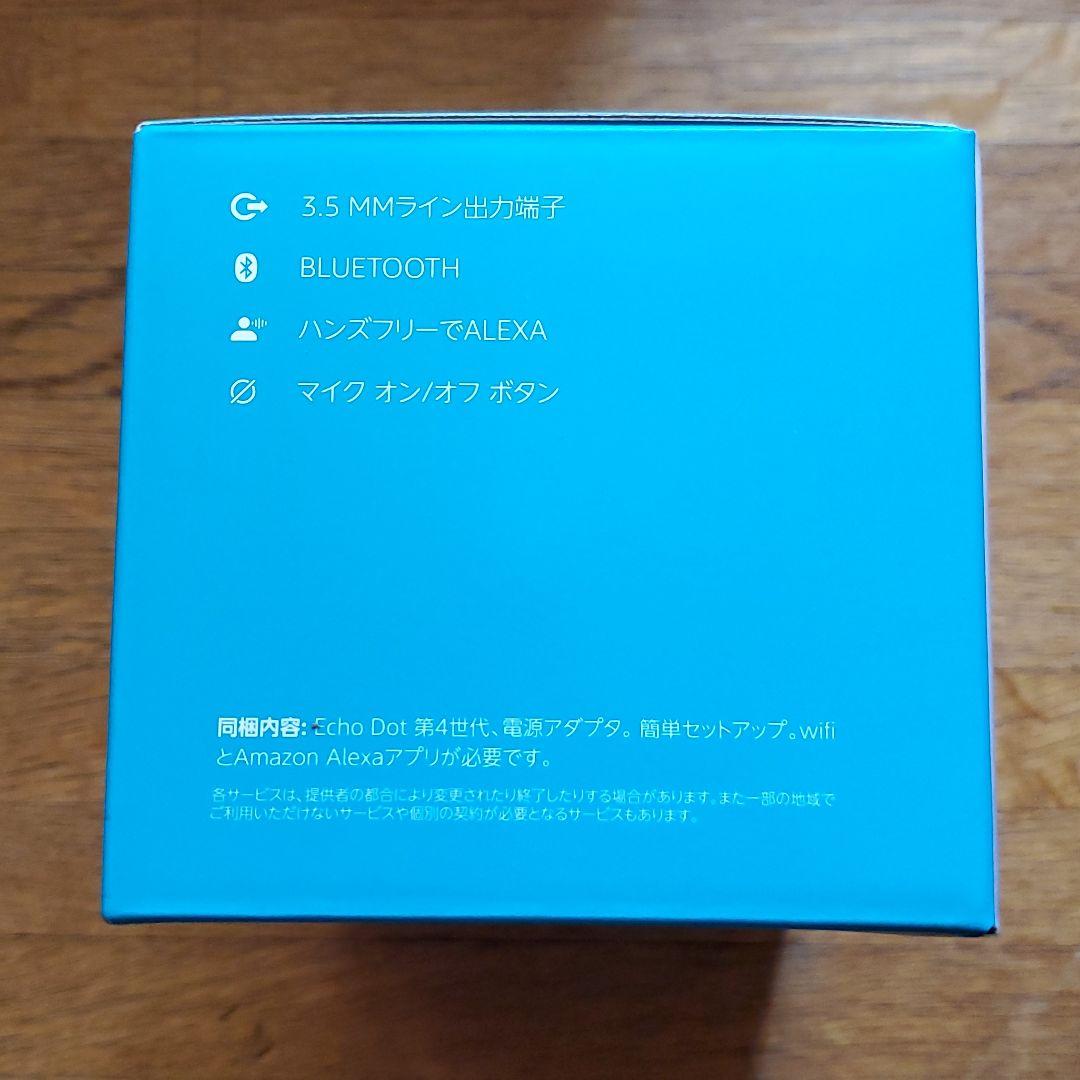 3.5 MMライン出力端子
BLUETOOTH
ハンズフリーでALEXA
マイク オン/オフ ボタン
同梱内容: Echo Dot 第4世代、電源アダプタ。簡単セットアップ。wifi
とAmazon Alexaアプリが必要です。
各サービスは、提供者の都合により変更されたり終了したりする場合があります。また一部の地域で
ご利用いただけないサービスや個別の契約が必要となるサービスもあります。